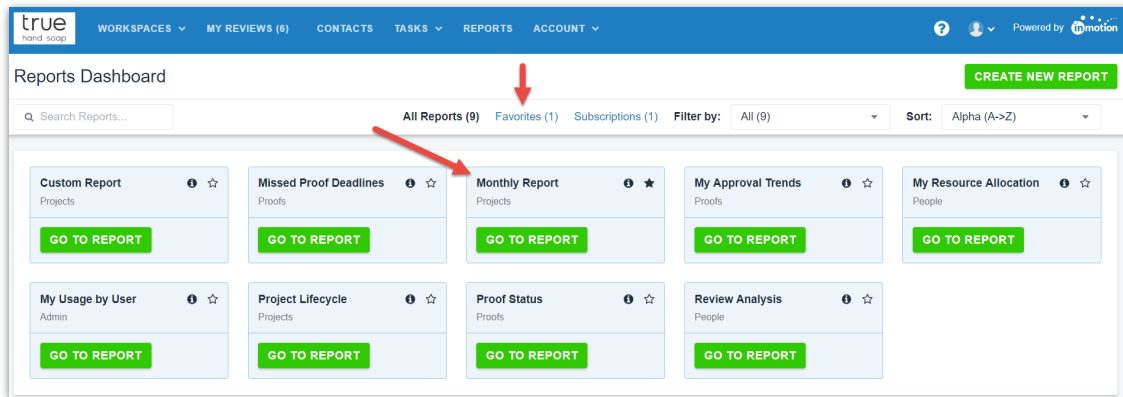 true
hand soap
WORKSPACES MY REVIEWS (6) CONTACTS TASKS REPORTS ACCOUNT ? Powered by inmotion
Reports Dashboard CREATE NEW REPORT
Search Reports... All Reports (9) Favorites (1) Subscriptions (1) Filter by: All (9) Sort: Alpha (A->Z)
Custom Report Missed Proof Deadlines Monthly Report My Approval Trends My Resource Allocation
Projects Proofs Projects Proofs People
GO TO REPORT GO TO REPORT GO TO REPORT GO TO REPORT GO TO REPORT
My Usage by User Project Lifecycle Proof Status Review Analysis
Admin Projects Proofs People
GO TO REPORT GO TO REPORT GO TO REPORT GO TO REPORT